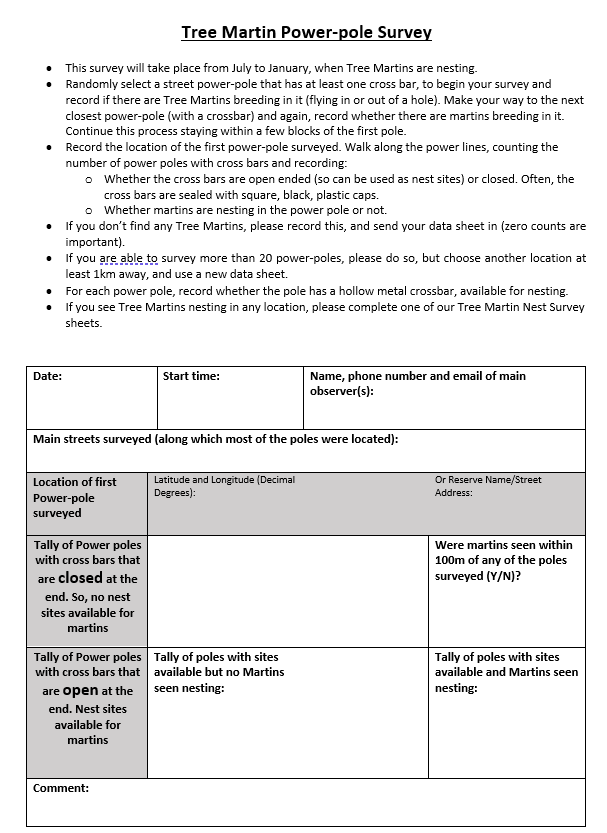 Tree Martin Power-pole Survey
• This survey will take place from July to January, when Tree Martins are nesting.
• Randomly select a street power-pole that has at least one cross bar, to begin your survey and
record if there are Tree Martins breeding in it (flying in or out of a hole). Make your way to the next
closest power-pole (with a crossbar) and again, record whether there are martins breeding in it.
Continue this process staying within a few blocks of the first pole.
• Record the location of the first power-pole surveyed. Walk along the power lines, counting the
number of power poles with cross bars and recording:
o Whether the cross bars are open ended (so can be used as nest sites) or closed. Often, the
cross bars are sealed with square, black, plastic caps.
o Whether martins are nesting in the power pole or not.
• If you don't find any Tree Martins, please record this, and send your data sheet in (zero counts are
important).
• If you are able to survey more than 20 power-poles, please do so, but choose another location at
least 1km away, and use a new data sheet.
• For each power pole, record whether the pole has a hollow metal crossbar, available for nesting.
• If you see Tree Martins nesting in any location, please complete one of our Tree Martin Nest Survey
sheets.
Date:
Start time:
Name, phone number and email of main
observer(s):
Main streets surveyed (along which most of the poles were located):
Location of first
Power-pole
surveyed
Latitude and Longitude (Decimal
Degrees):
Or Reserve Name/Street
Address:
Tally of Power poles
with cross bars that
are closed at the
end. So, no nest
sites available for
martins
Were martins seen within
100m of any of the poles
surveyed (Y/N)?
Tally of Power poles
with cross bars that
are open at the
end. Nest sites
available for
martins
Tally of poles with sites
available but no Martins
seen nesting:
Tally of poles with sites
available and Martins seen
nesting:
Comment: